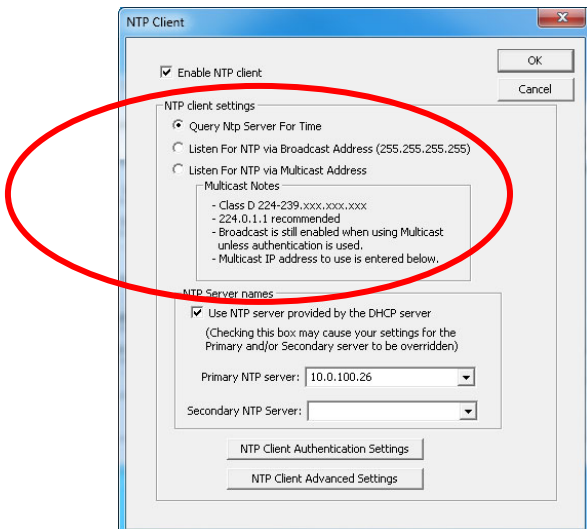 NTP Client
OK
Enable NTP client
Cancel
NTP client settings
Query Ntp Server For Time
Listen For NTP via Broadcast Address (255.255.255.255)
Listen For NTP via Multicast Address
Multicast Notes
- Class D 224-239.xxx.xxx.xxx
- 224.0.1.1 recommended
- Broadcast is still enabled when using Multicast
unless authentication is used.
- Multicast IP address to use is entered below.
NTP Server names
Use NTP server provided by the DHCP server
(Checking this box may cause your settings for the
Primary and/or Secondary server to be overridden)
Primary NTP server: 10.0.100.26
Secondary NTP Server:
NTP Client Authentication Settings
NTP Client Advanced Settings